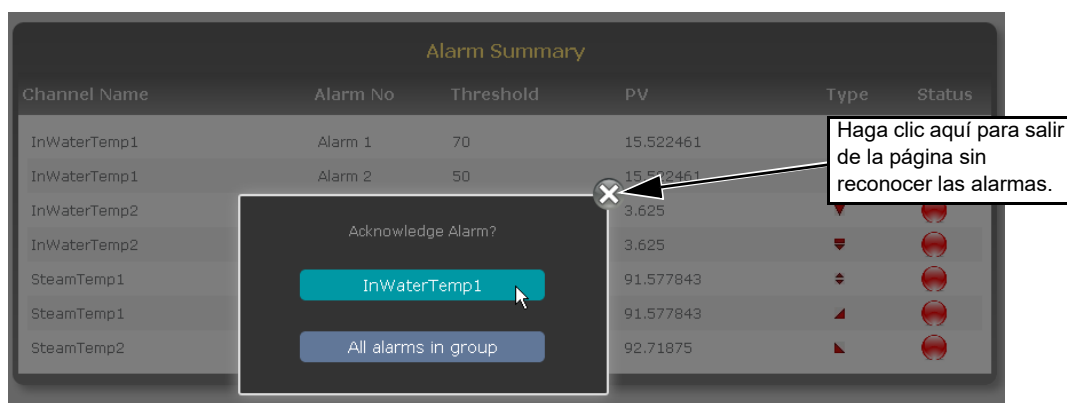 Alarm Summary
Channel Name Alarm No Threshold PV Type Status
InWaterTemp1 Alarm 1 70 15.522461
InWaterTemp1 Alarm 2 50 15.522461
InWaterTemp2 3.625
InWaterTemp2 3.625
SteamTemp1 91.577843
SteamTemp1 91.577843
SteamTemp2 92.71875
Acknowledge Alarm?
InWaterTemp1
All alarms in group
Haga clic aquí para salir
de la página sin
reconocer las alarmas.